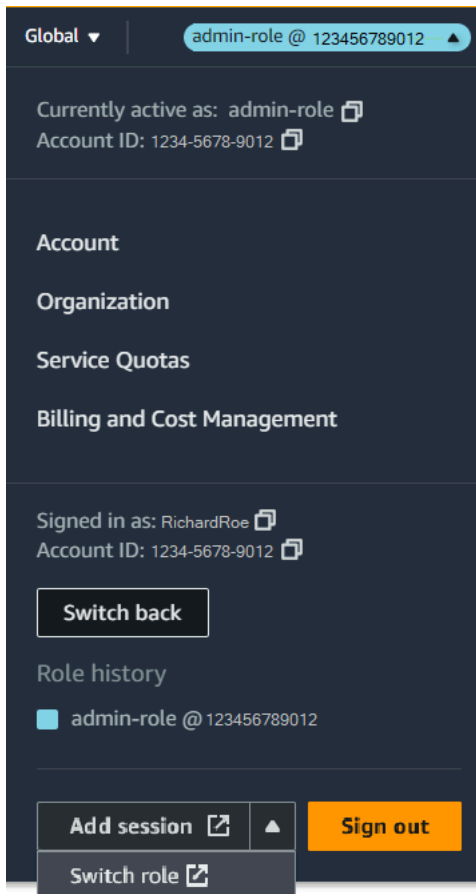 Global admin-role @ 123456789012
Currently active as: admin-role
Account ID: 1234-5678-9012
Account
Organization
Service Quotas
Billing and Cost Management
Signed in as: RichardRoe
Account ID: 1234-5678-9012
Switch back
Role history
admin-role @ 123456789012
Add session Sign out
Switch role